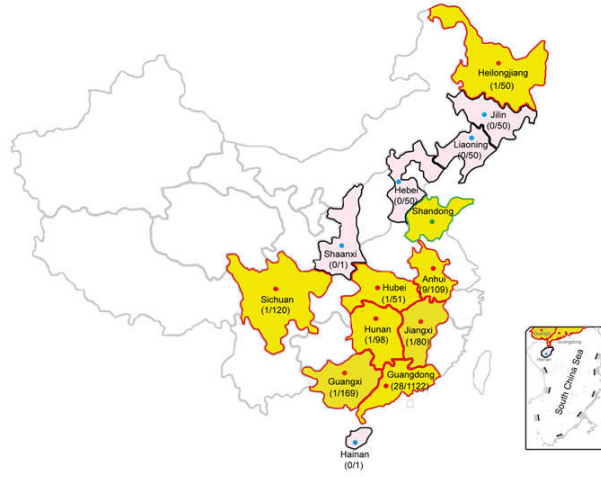 Heilongjiang
(1/50)
Jilin
(0/50)
Liaoning
(0/50)
Hebei
(0/50)
Shandong
Shaanxi
(0/1)
Anhui
(9/109)
Hubei
(1/51)
Sichuan
(1/120)
Hunan
(1/98)
Jiangxi
(1/80)
Guangdong
(28/1122)
Guangxi
(1/169)
Hainan
(0/1)
Guangdong
Hainan
South China Sea